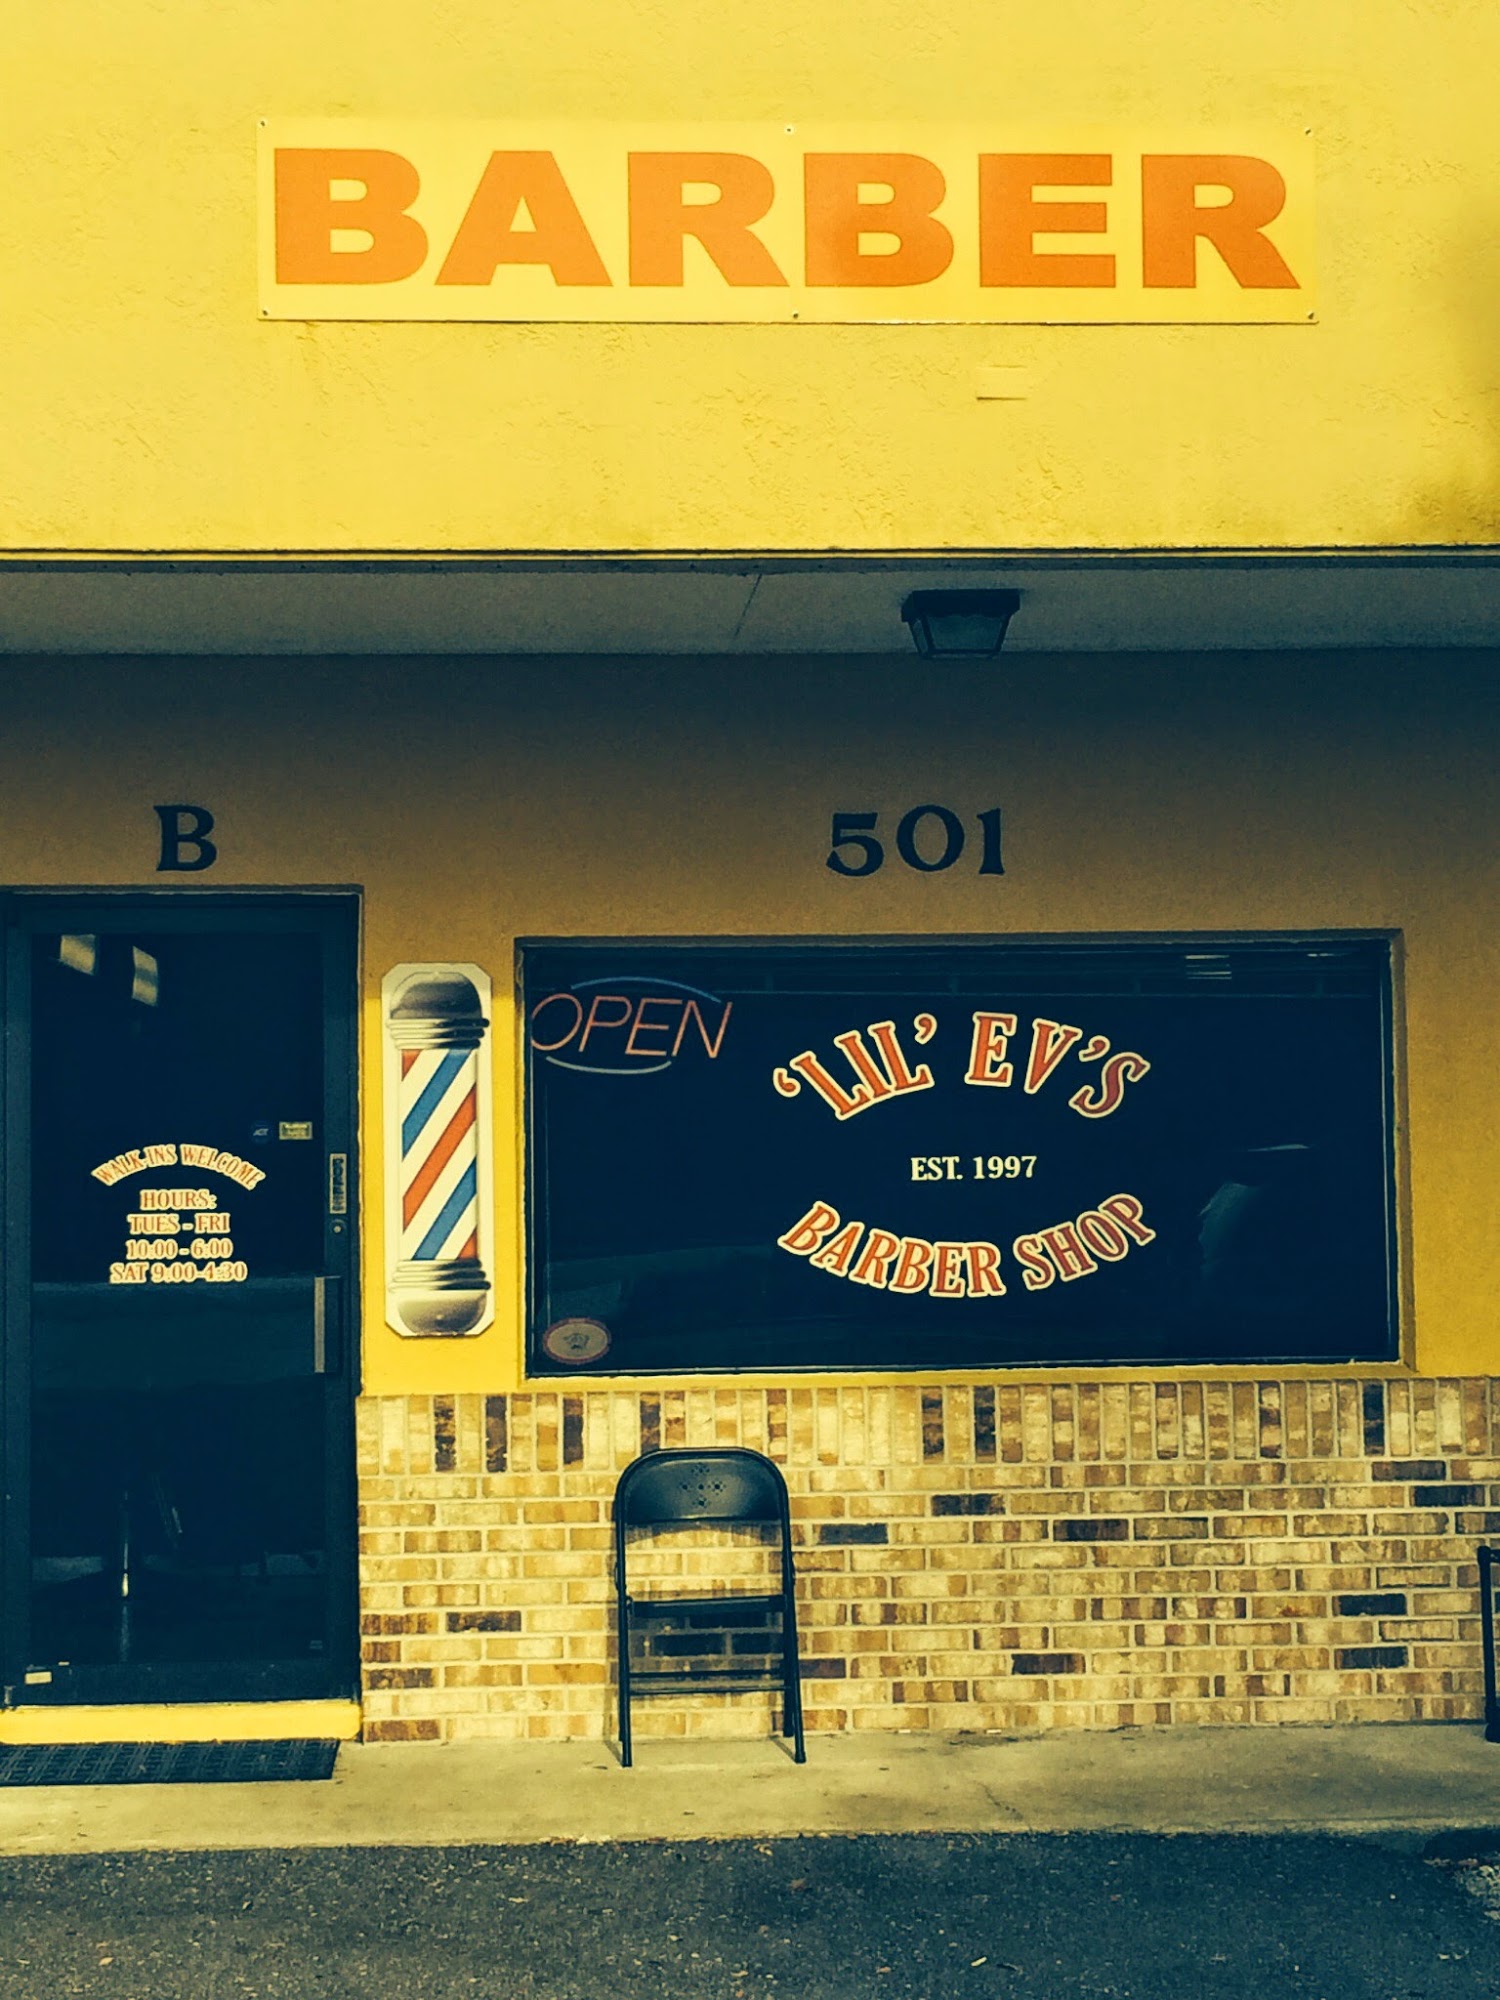 BARBER
B
501
OPEN
'LIL' EV'S
EST. 1997
BARBER SHOP
WALK-INS WELCOME
HOURS:
TUES - FRI
10:00 - 6:00
SAT 9:00-4:30
ADT